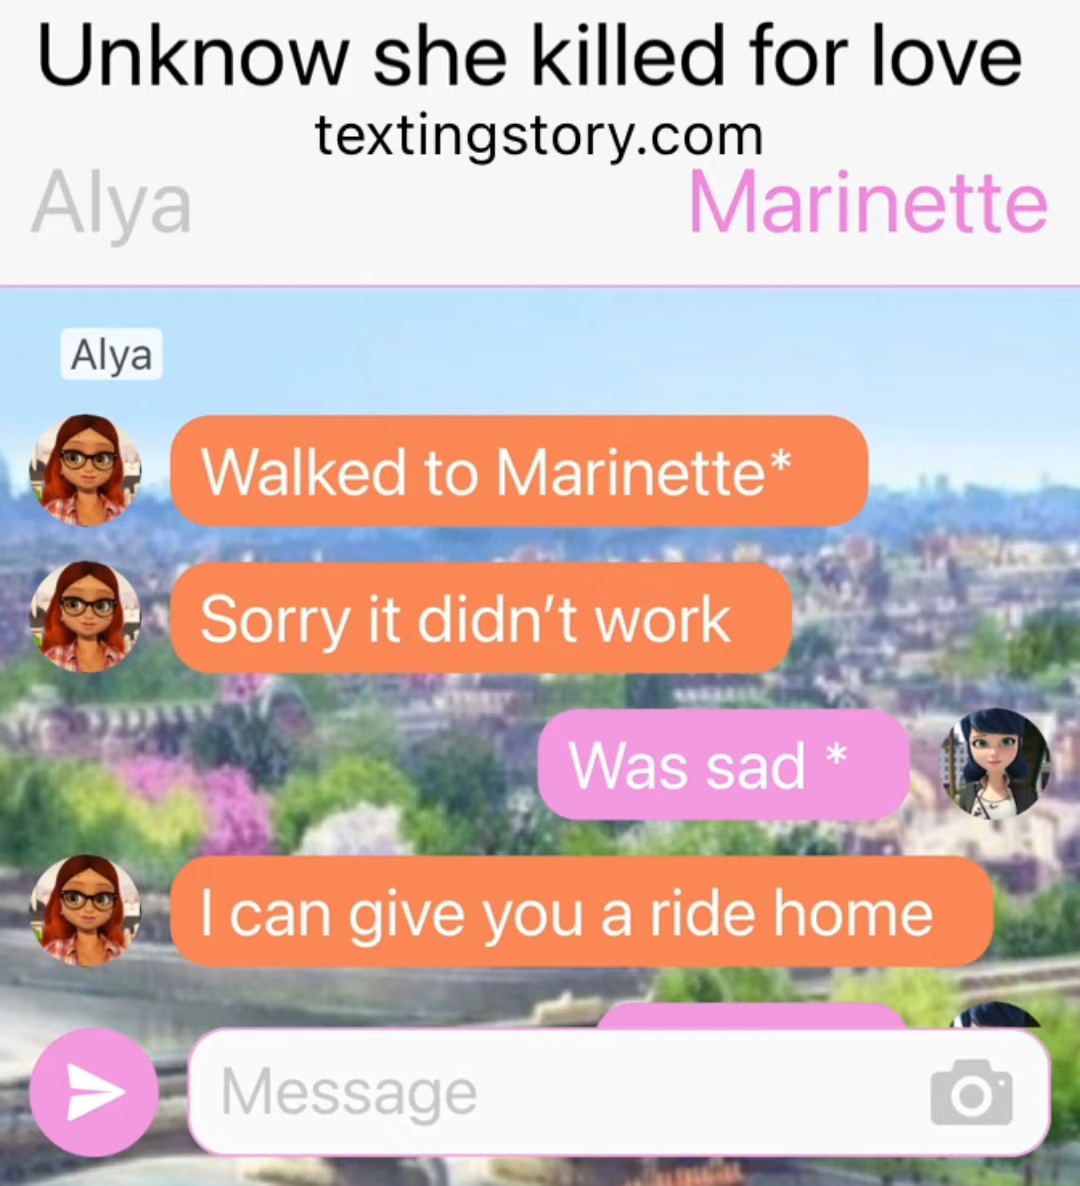 Unknow she killed for love
textingstory.com
Alya Marinette
Alya
Walked to Marinette*
Sorry it didn’t work
Was sad *
I can give you a ride home
Message